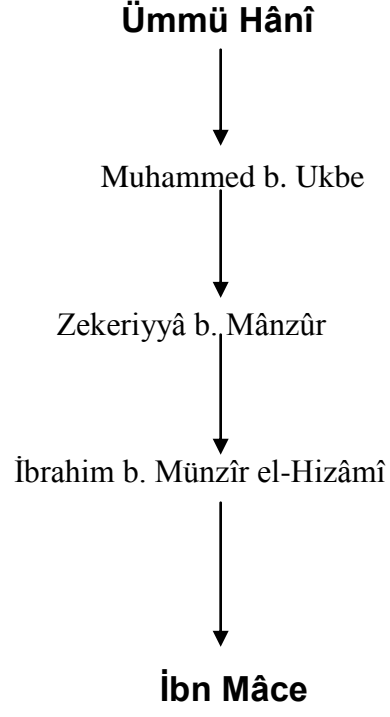 Ümmü Hânî
Muhammed b. Ukbe
Zekeriyyâ b. Mânzûr
İbrahim b. Münzîr el-Hizâmî
İbn Mâce